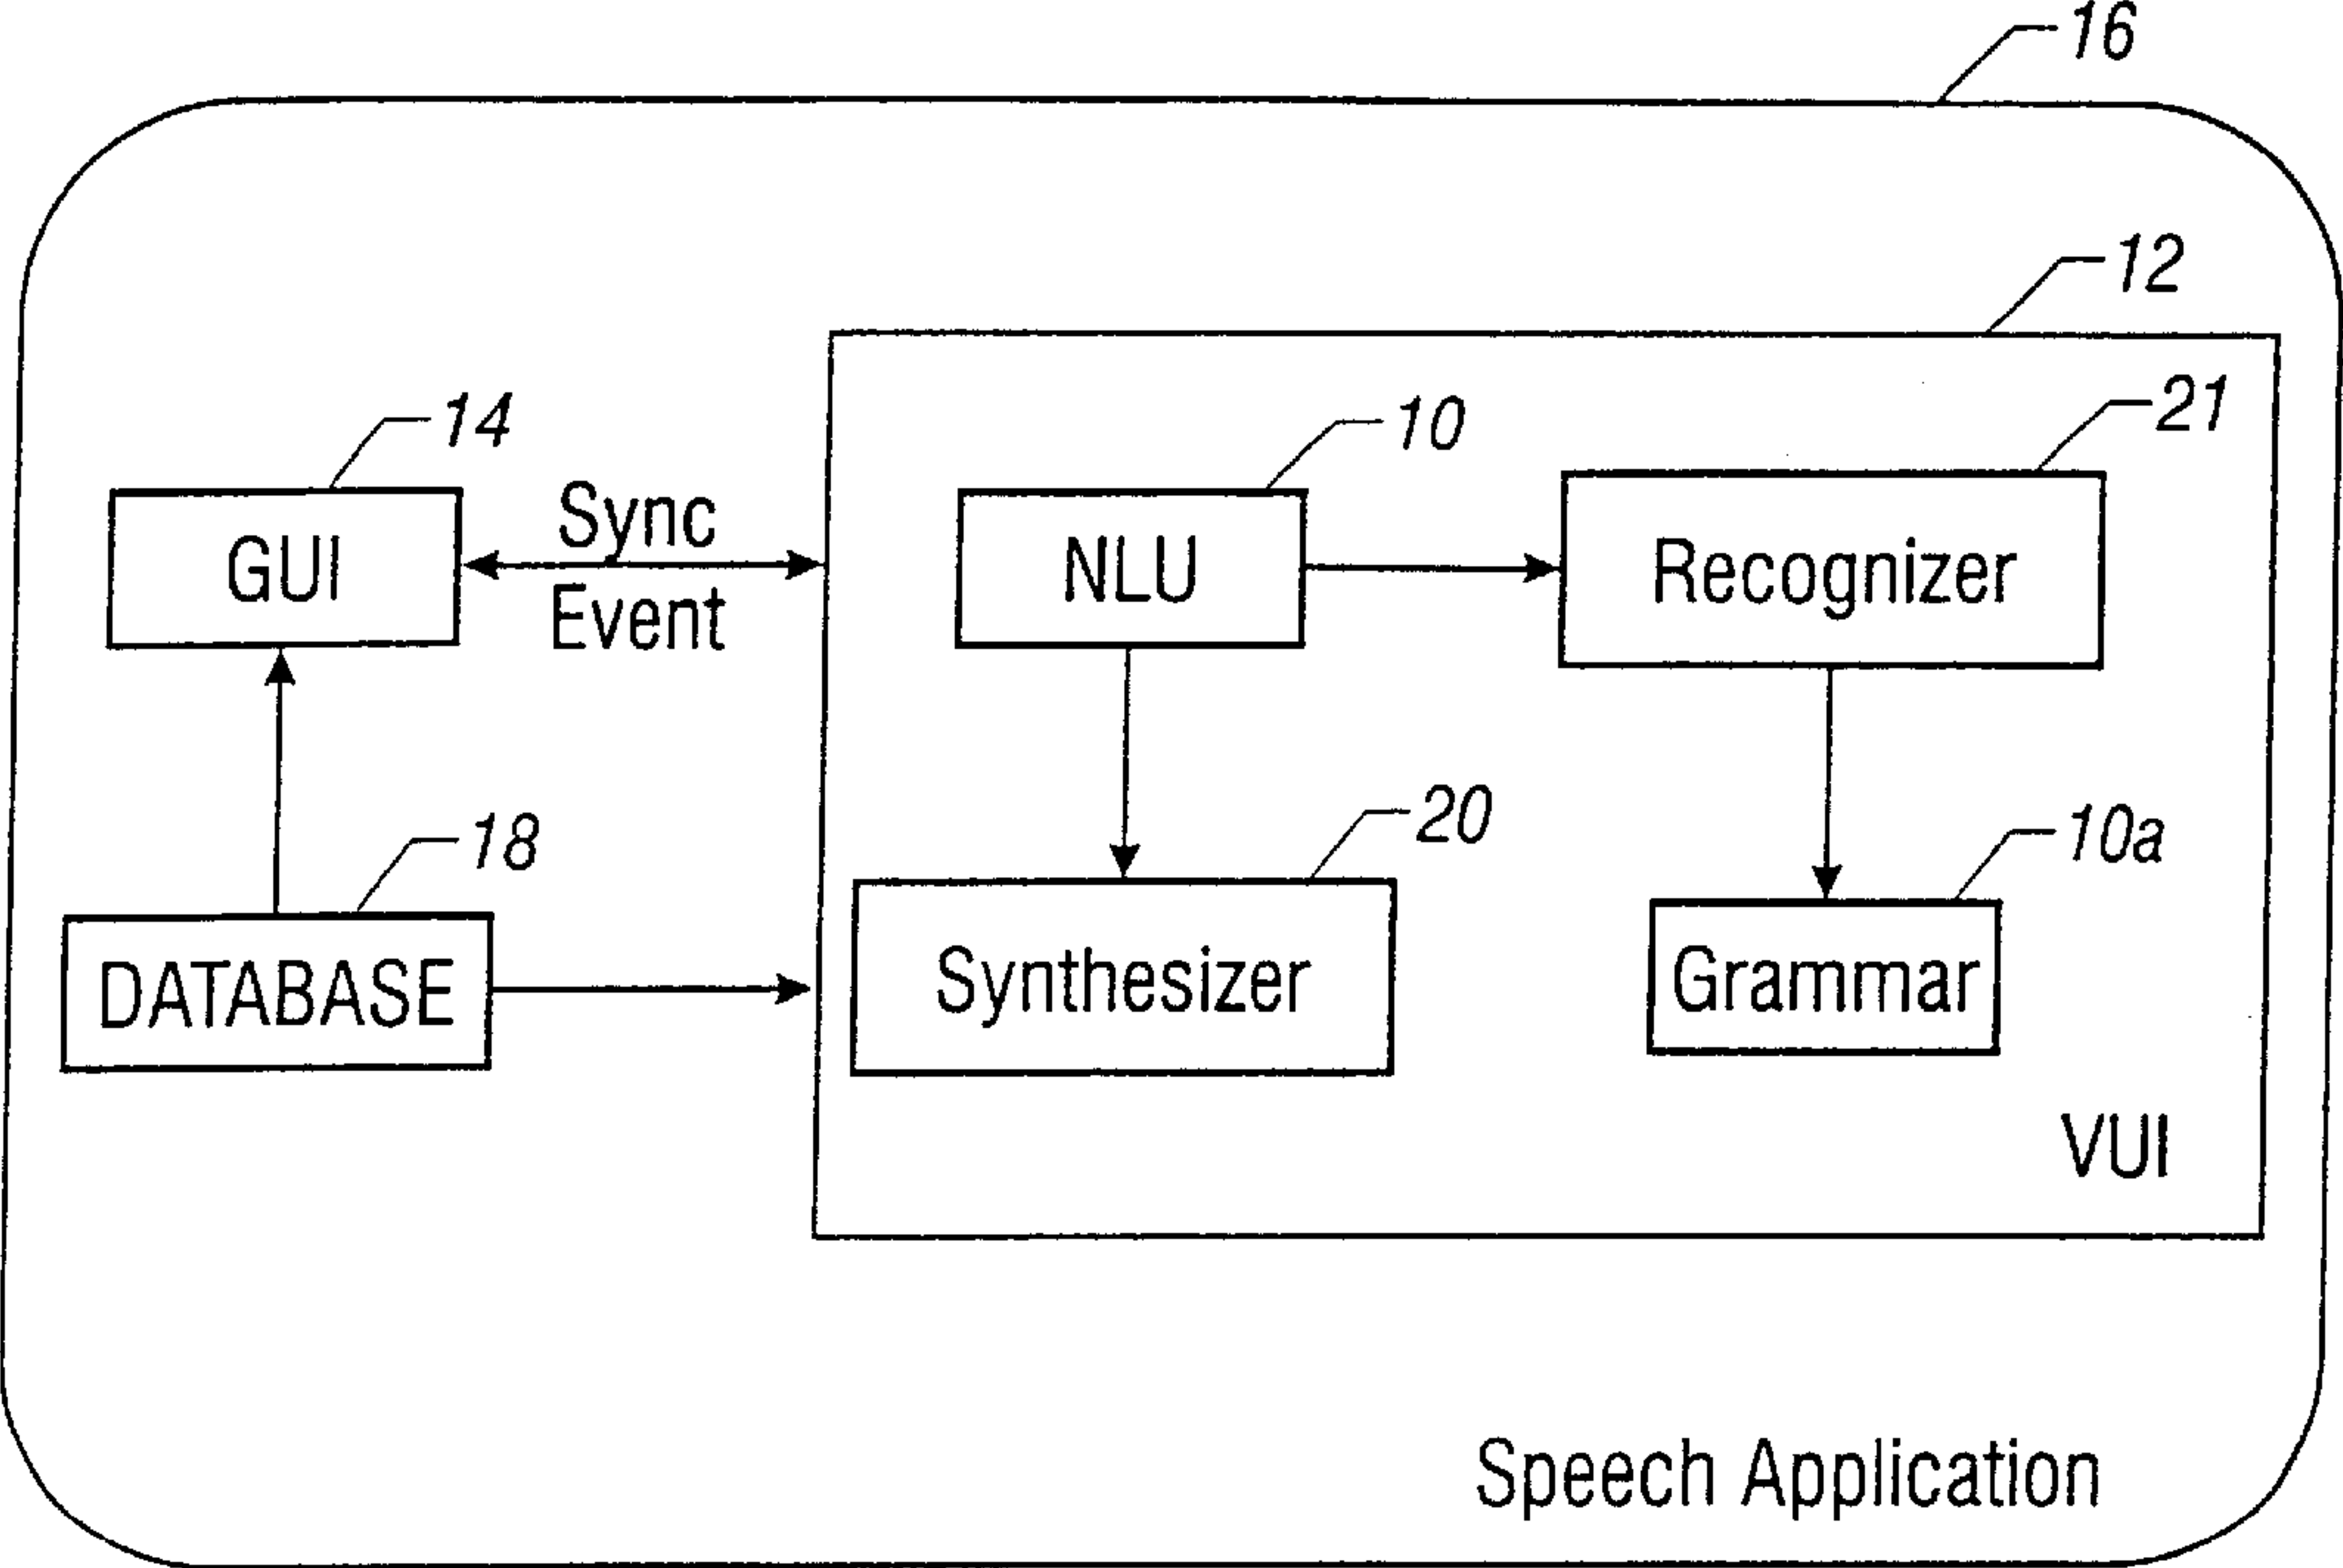 16
12
21
14
10
Sync
GUI
NLU
Recognizer
Event
20
18
10a
DATABASE
Synthesizer
Grammar
VUI
Speech Application